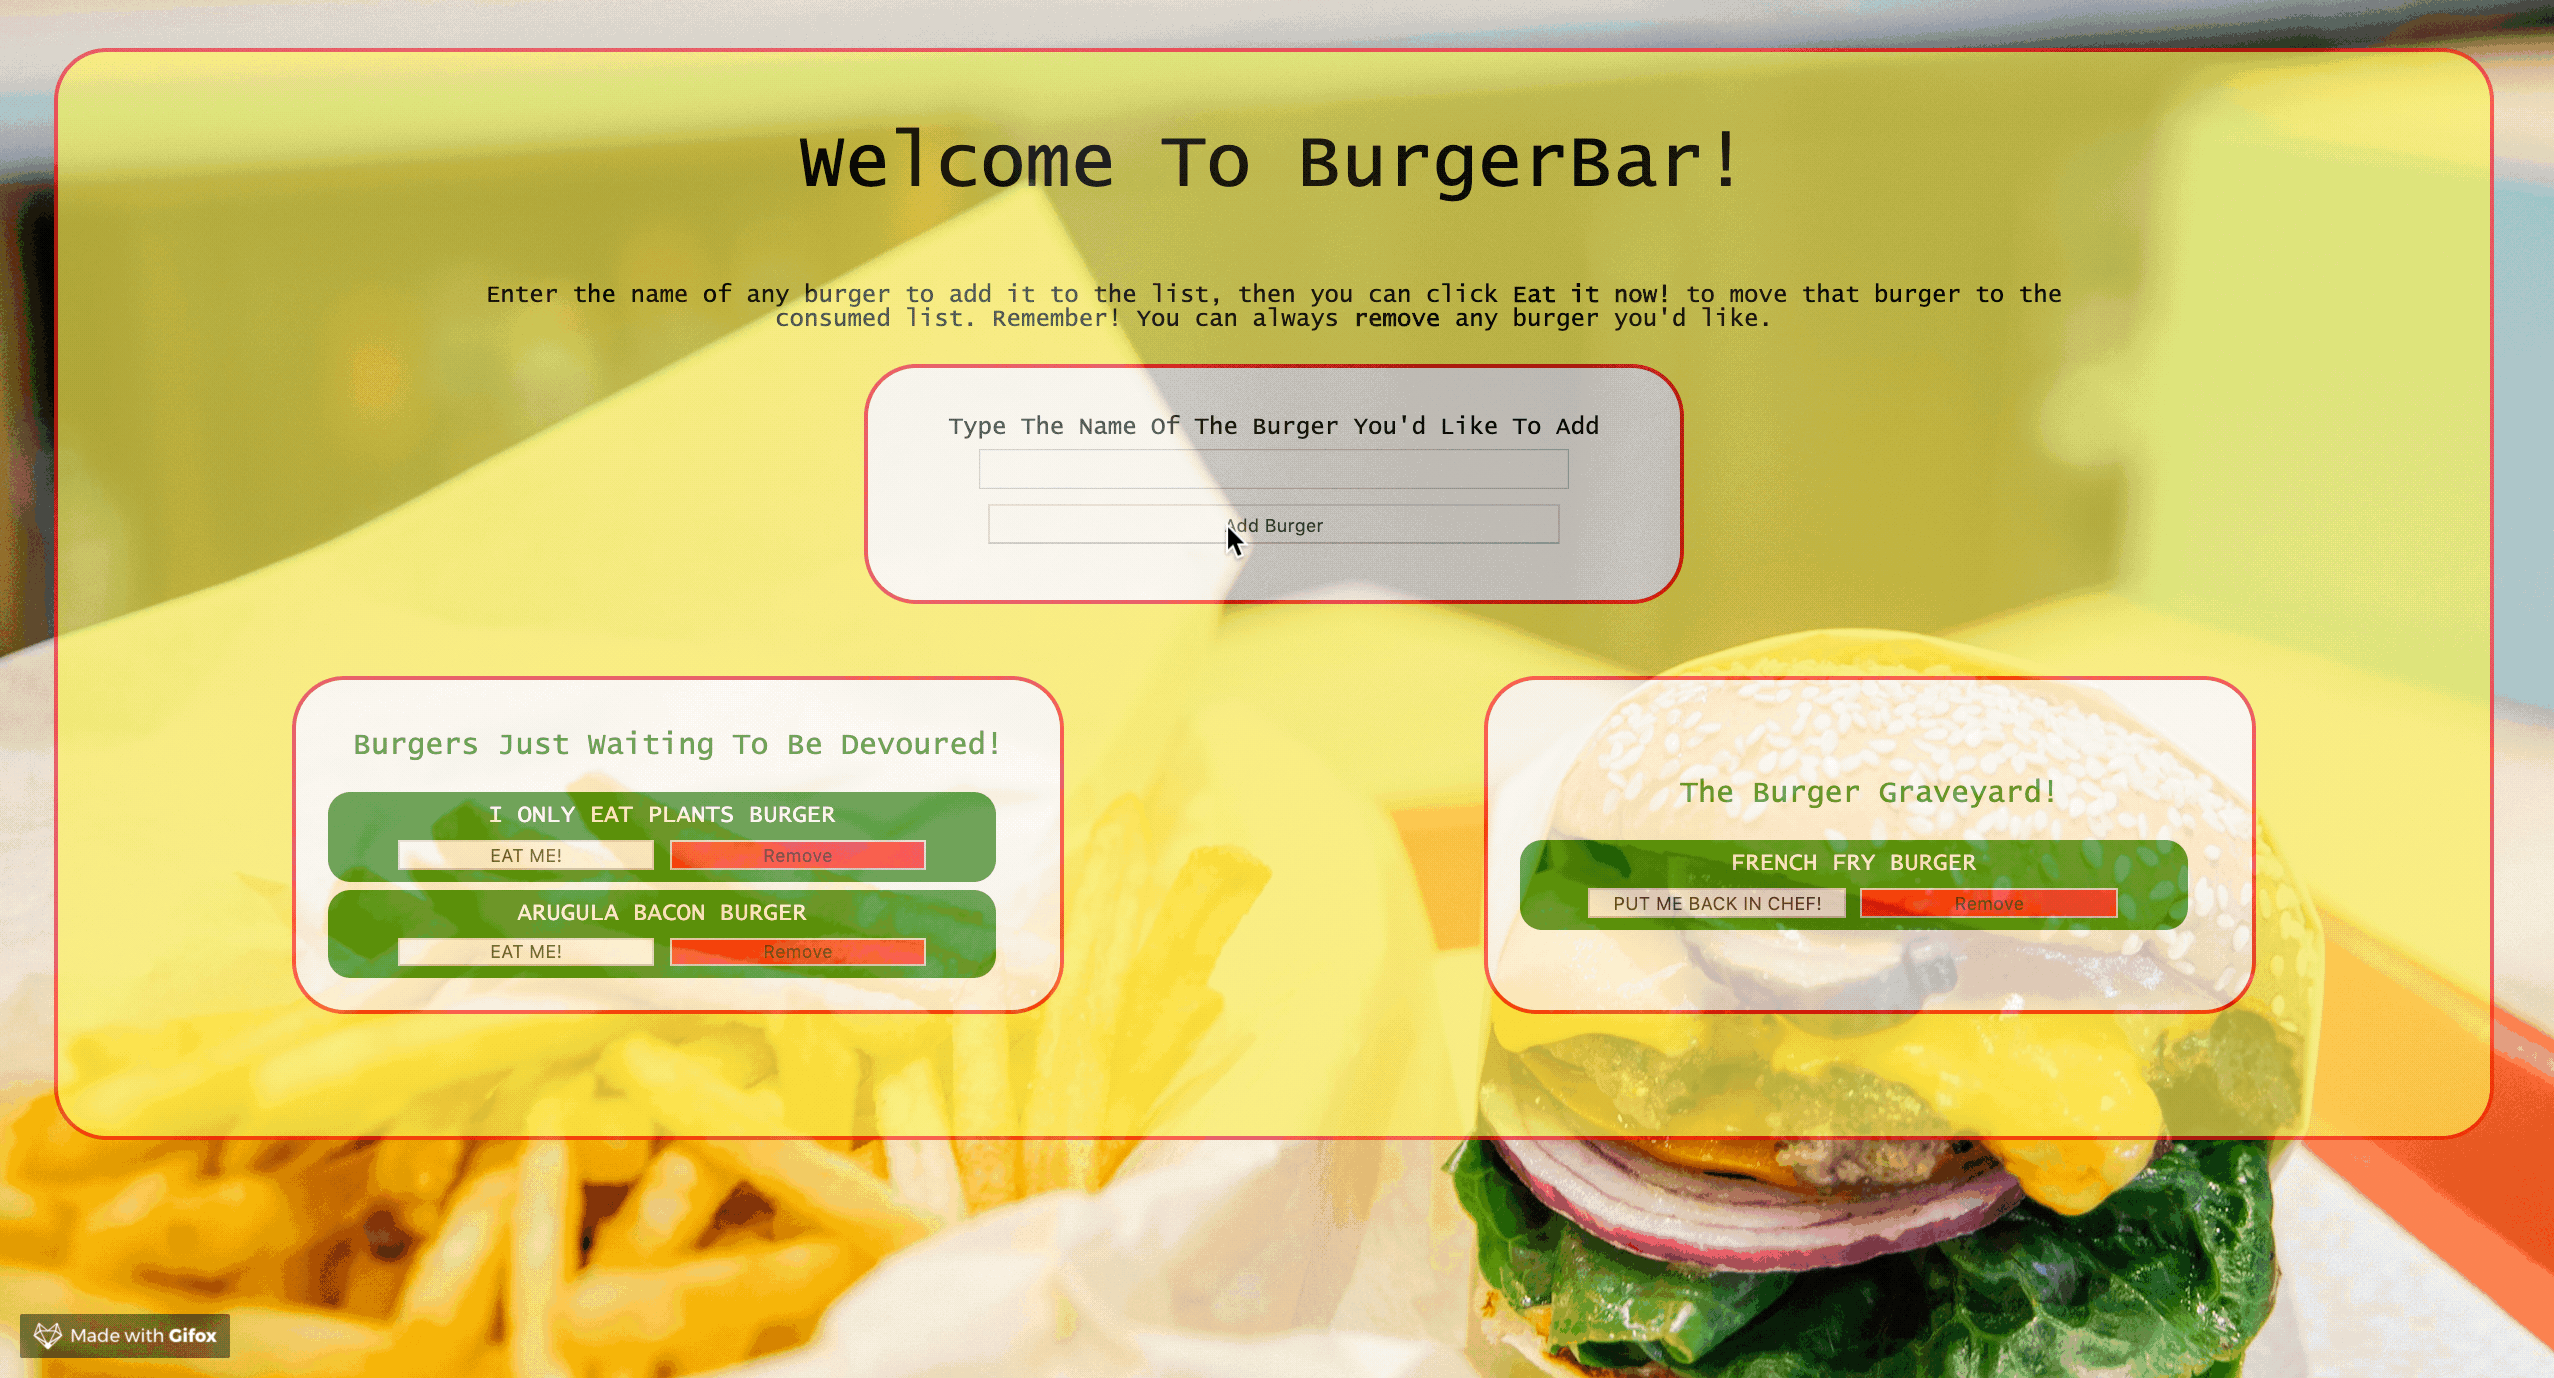 Welcome To BurgerBar!
Enter the name of any burger to add it to the list, then you can click Eat it now! to move that burger to the
consumed list. Remember! You can always remove any burger you'd like.
Type The Name Of The Burger You'd Like To Add
Add Burger
Burgers Just Waiting To Be Devoured!
I ONLY EAT PLANTS BURGER
EAT ME! Remove
ARUGULA BACON BURGER
EAT ME! Remove
The Burger Graveyard!
FRENCH FRY BURGER
PUT ME BACK IN CHEF! Remove
Made with Gifox